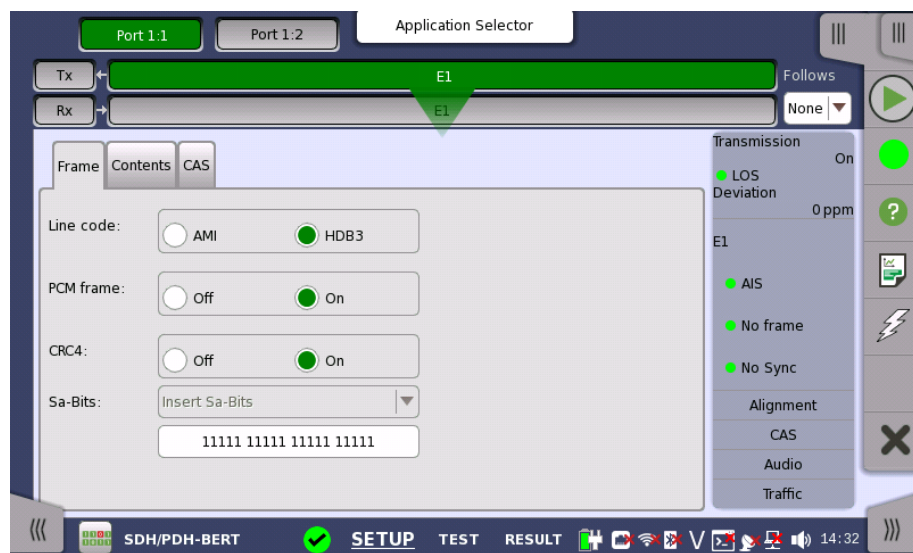 Port 1:1
Port 1:2
Application Selector
Tx
E1
Follows
Rx
E1
None
Frame
Contents
CAS
Line code:
AMI
HDB3
PCM frame:
Off
On
CRC4:
Off
On
Sa-Bits:
Insert Sa-Bits
11111 11111 11111 11111
Transmission
On
LOS
Deviation
0 ppm
E1
AIS
No frame
No Sync
Alignment
CAS
Audio
Traffic
SDH/PDH-BERT
SETUP
TEST
RESULT
14:32